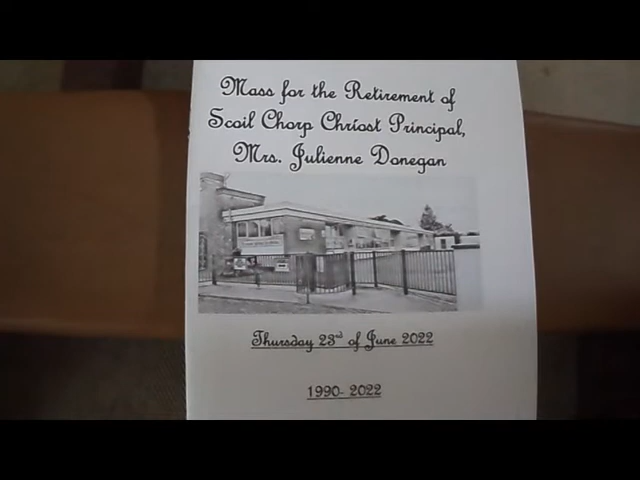 Mass for the Retirement of
Scoil Chorp Chríost Principal,
Mrs. Julienne Donegan
Thursday 23rd of June 2022
1990- 2022